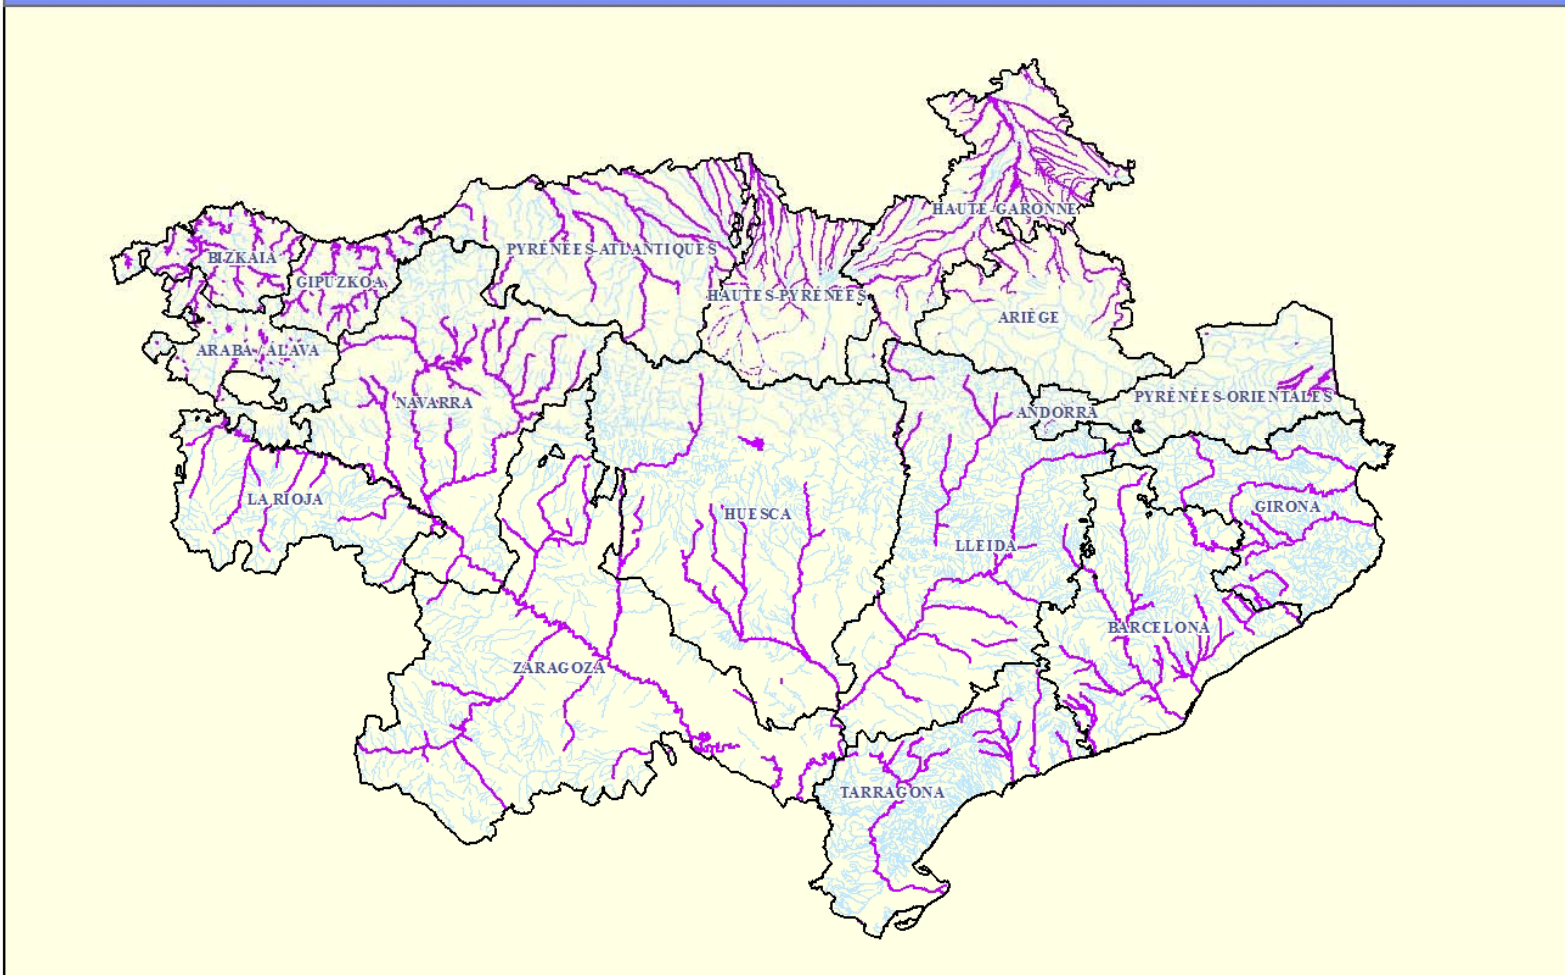 HAUTE-GARONNE
PYRÉNÉES-ATLANTIQUES
BIZKAIA
GIPUZKOA
HAUTES-PYRÉNÉES
ARIÈGE
ARABA / ALAVA
PYRÉNÉES-ORIENTALES
NAVARRA
ANDORRA
LA RIOJA
HUESCA
GIRONA
LLEIDA
BARCELONA
ZARAGOZA
TARRAGONA